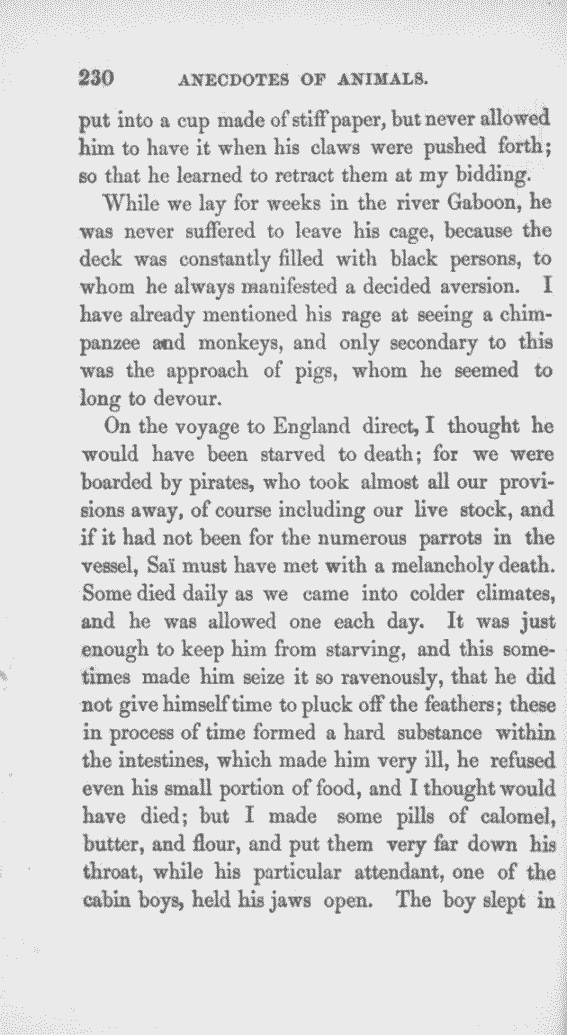 230 ANECDOTES OF ANIMALS.
put into a cup made of stiff paper, but never allowed
him to have it when his claws were pushed forth;
so that he learned to retract them at my bidding.
While we lay for weeks in the river Gaboon, he
was never suffered to leave his cage, because the
deck was constantly filled with black persons, to
whom he always manifested a decided aversion. I
have already mentioned his rage at seeing a chim-
panzee and monkeys, and only secondary to this
was the approach of pigs, whom he seemed to
long to devour.
On the voyage to England direct, I thought he
would have been starved to death; for we were
boarded by pirates, who took almost all our provi-
sions away, of course including our live stock, and
if it had not been for the numerous parrots in the
vessel, Saï must have met with a melancholy death.
Some died daily as we came into colder climates,
and he was allowed one each day. It was just
enough to keep him from starving, and this some-
times made him seize it so ravenously, that he did
not give himself time to pluck off the feathers; these
in process of time formed a hard substance within
the intestines, which made him very ill, he refused
even his small portion of food, and I thought would
have died; but I made some pills of calomel,
butter, and flour, and put them very far down his
throat, while his particular attendant, one of the
cabin boys, held his jaws open. The boy slept in